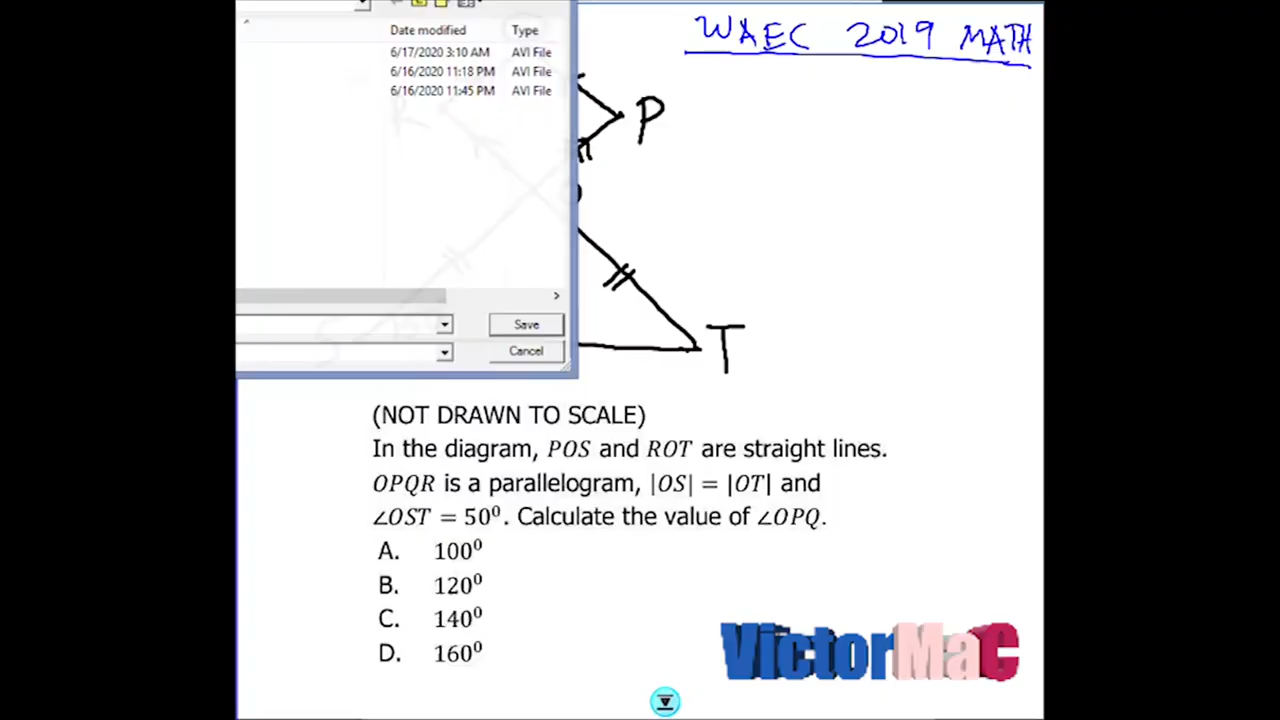 WAEC 2019 MATH
Date modified Type
6/17/2020 3:10 AM AVI File
6/16/2020 11:18 PM AVI File
6/16/2020 11:45 PM AVI File
R
P
Save
Cancel
S
T
(NOT DRAWN TO SCALE)
In the diagram, POS and ROT are straight lines.
OPQR is a parallelogram, |OS| = |OT| and
∠OST = 50⁰. Calculate the value of ∠OPQ.
A. 100⁰
B. 120⁰
C. 140⁰
D. 160⁰
VictorMaC